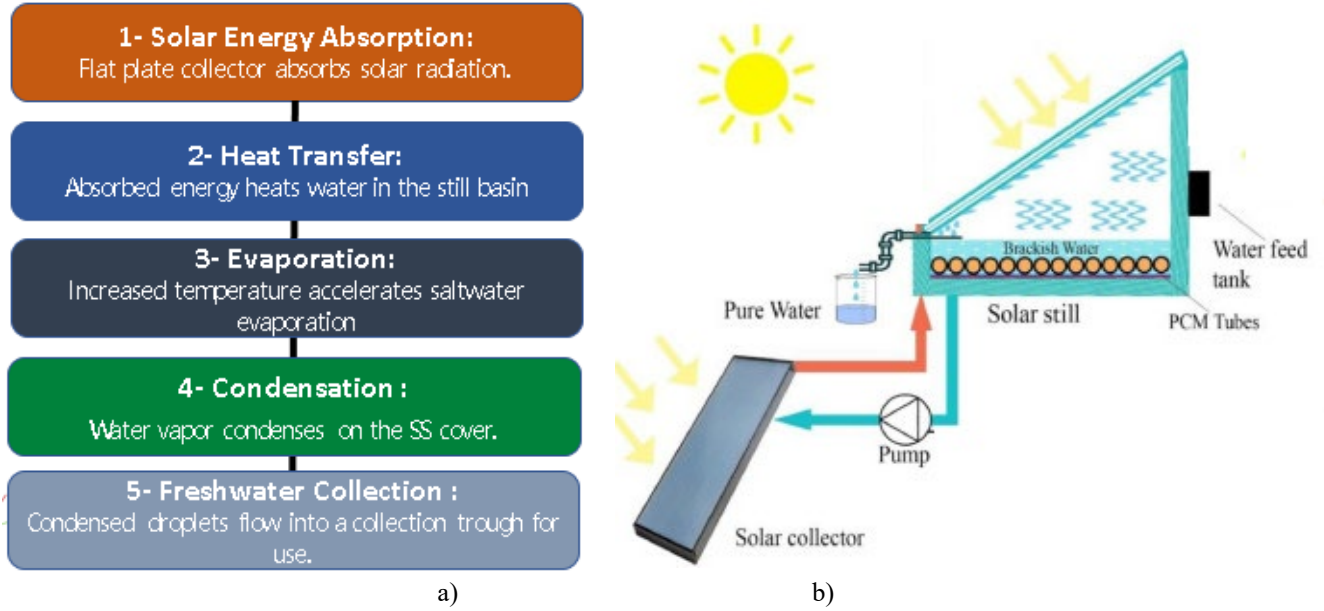 1- Solar Energy Absorption:
Flat plate collector absorbs solar radiation.
2- Heat Transfer:
Absorbed energy heats water in the still basin
3- Evaporation:
Increased temperature accelerates saltwater
evaporation
4- Condensation :
Water vapor condenses on the SS cover.
5- Freshwater Collection :
Condensed droplets flow into a collection trough for
use.
a)
Brackish Water
Water feed
tank
Pure Water
Solar still
PCM Tubes
Pump
Solar collector
b)